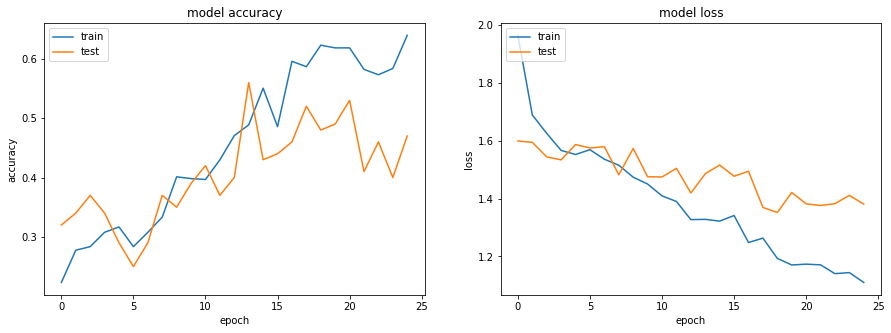 model accuracy
train
test
accuracy
0.6
0.5
0.4
0.3
0
5
10
15
20
25
epoch
model loss
train
test
loss
2.0
1.8
1.6
1.4
1.2
0
5
10
15
20
25
epoch